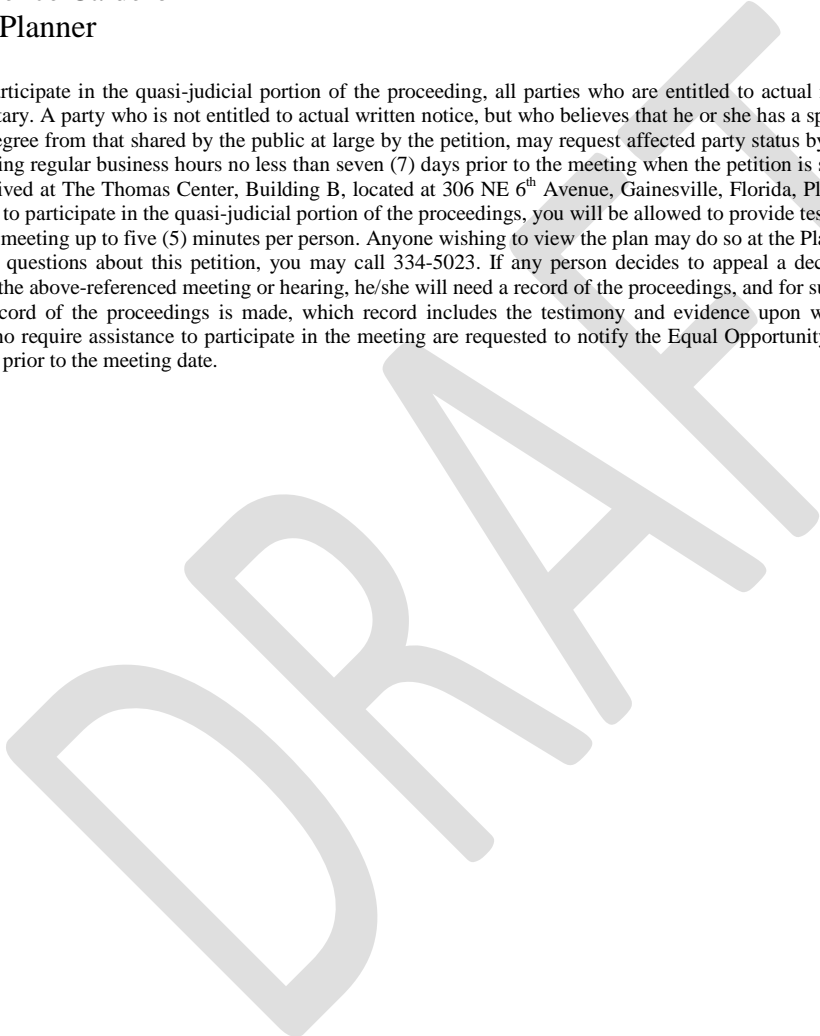 Planner
rticipate in the quasi-judicial portion of the proceeding, all parties who are entitled to actual
tary. A party who is not entitled to actual written notice, but who believes that he or she has a sp
egree from that shared by the public at large by the petition, may request affected party status by
ing regular business hours no less than seven (7) days prior to the meeting when the petition is s
ived at The Thomas Center, Building B, located at 306 NE 6th Avenue, Gainesville, Florida, Pl
to participate in the quasi-judicial portion of the proceedings, you will be allowed to provide tes
meeting up to five (5) minutes per person. Anyone wishing to view the plan may do so at the Pla
questions about this petition, you may call 334-5023. If any person decides to appeal a dec
the above-referenced meeting or hearing, he/she will need a record of the proceedings, and for su
cord of the proceedings is made, which record includes the testimony and evidence upon w
no require assistance to participate in the meeting are requested to notify the Equal Opportunity
prior to the meeting date.
DRAFT